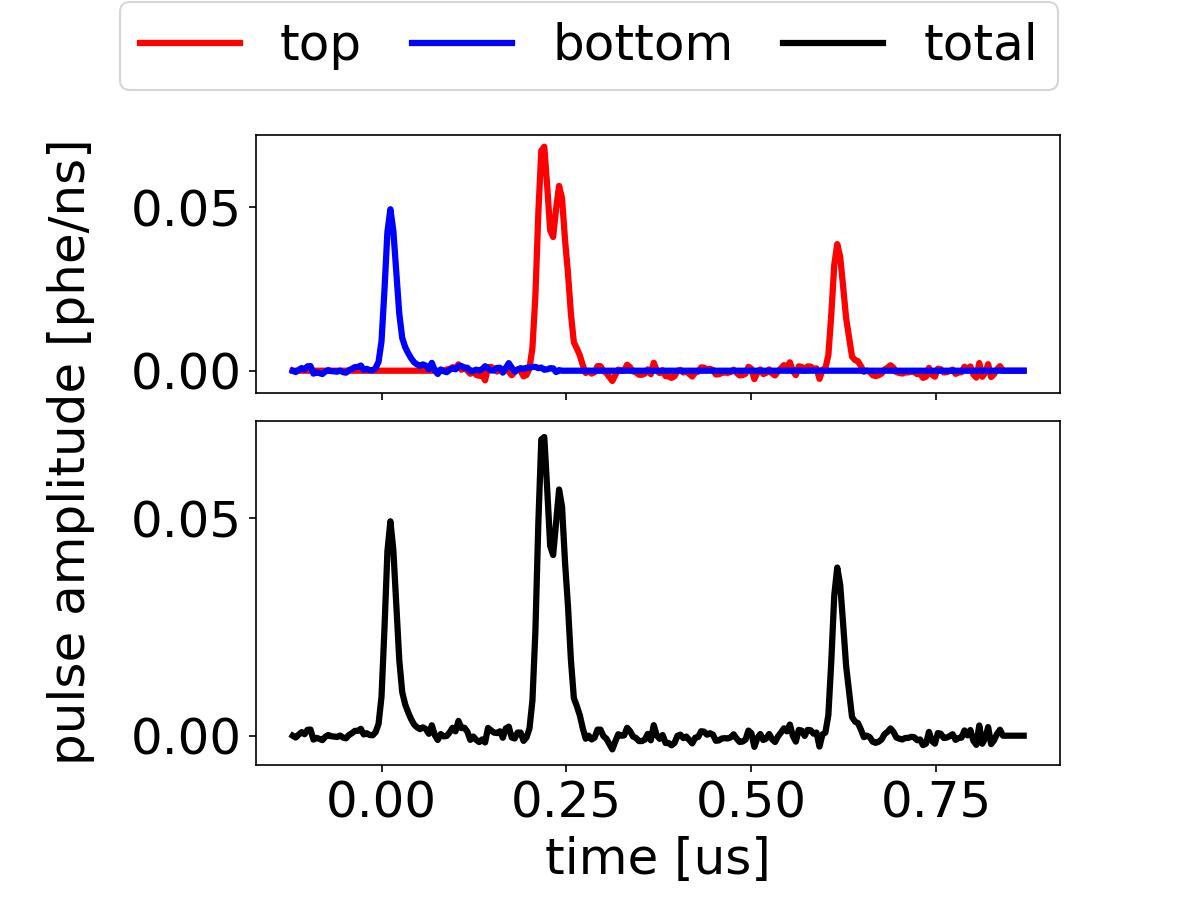 top bottom total
pulse amplitude [phe/ns]
0.05
0.00
0.05
0.00
0.00 0.25 0.50 0.75
time [us]